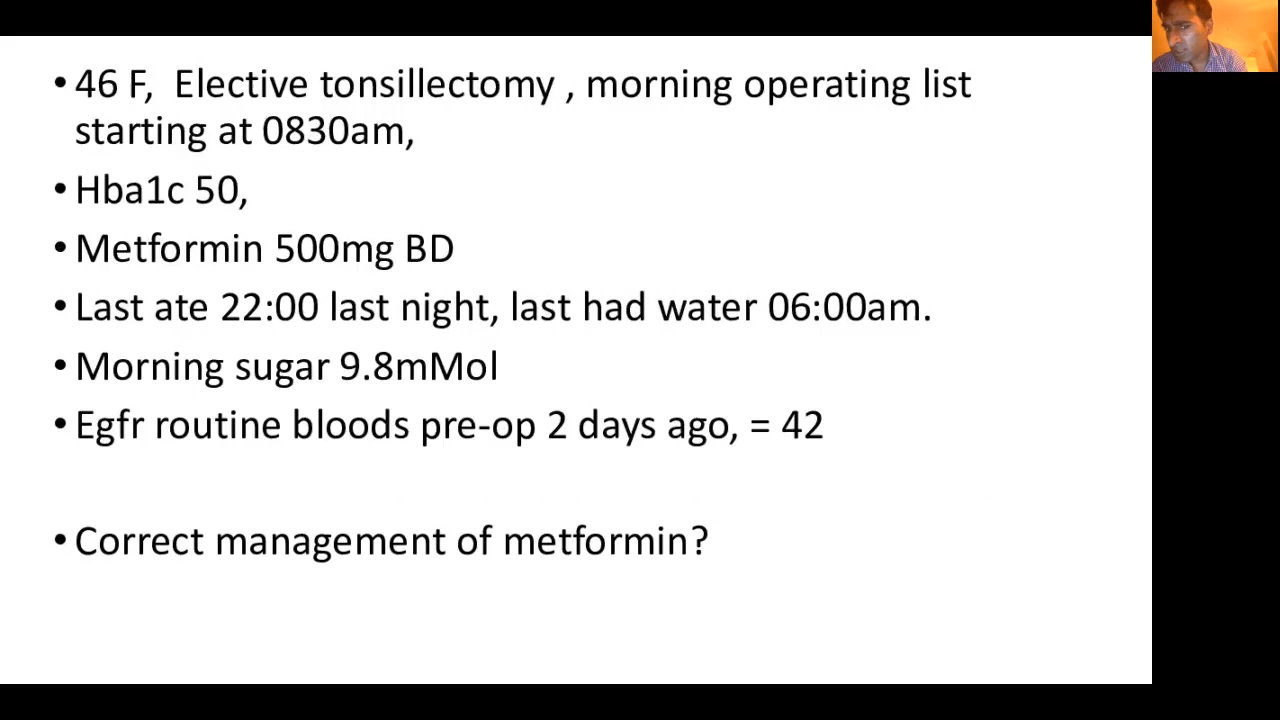 • 46 F,  Elective tonsillectomy , morning operating list
starting at 0830am,
• Hba1c 50,
• Metformin 500mg BD
• Last ate 22:00 last night, last had water 06:00am.
• Morning sugar 9.8mMol
• Egfr routine bloods pre-op 2 days ago, = 42
• Correct management of metformin?